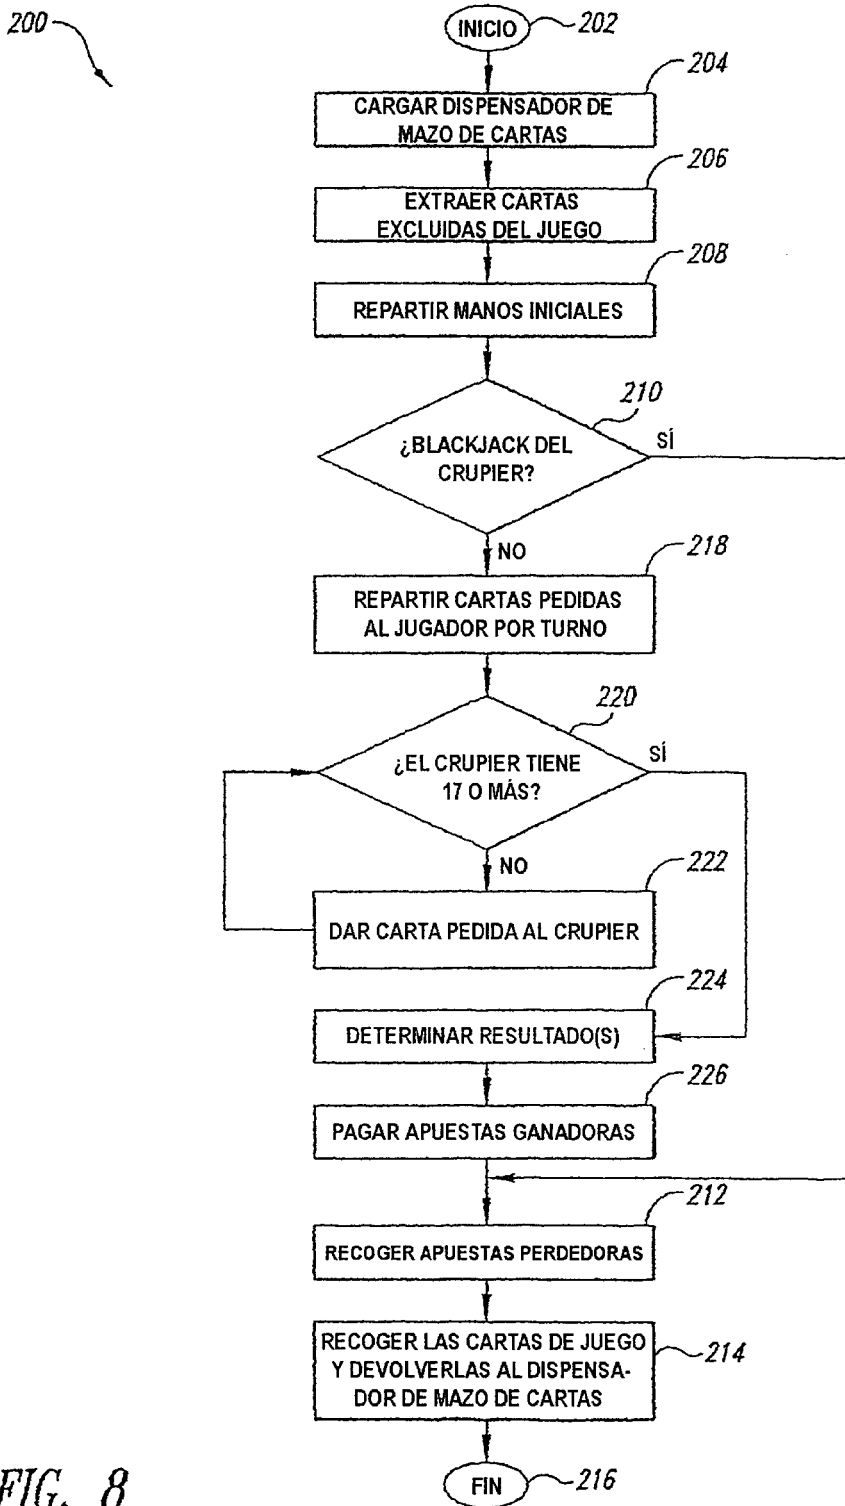 200
INICIO
202
204
CARGAR DISPENSADOR DE
MAZO DE CARTAS
206
EXTRAER CARTAS
EXCLUIDAS DEL JUEGO
208
REPARTIR MANOS INICIALES
210
¿BLACKJACK DEL
CRUPIER?
SÍ
NO
218
REPARTIR CARTAS PEDIDAS
AL JUGADOR POR TURNO
220
¿EL CRUPIER TIENE
17 O MÁS?
SÍ
NO
222
DAR CARTA PEDIDA AL CRUPIER
224
DETERMINAR RESULTADO(S)
226
PAGAR APUESTAS GANADORAS
212
RECOGER APUESTAS PERDEDORAS
RECOGER LAS CARTAS DE JUEGO
Y DEVOLVERLAS AL DISPENSA-
DOR DE MAZO DE CARTAS
214
FIN
216
FIG. 8